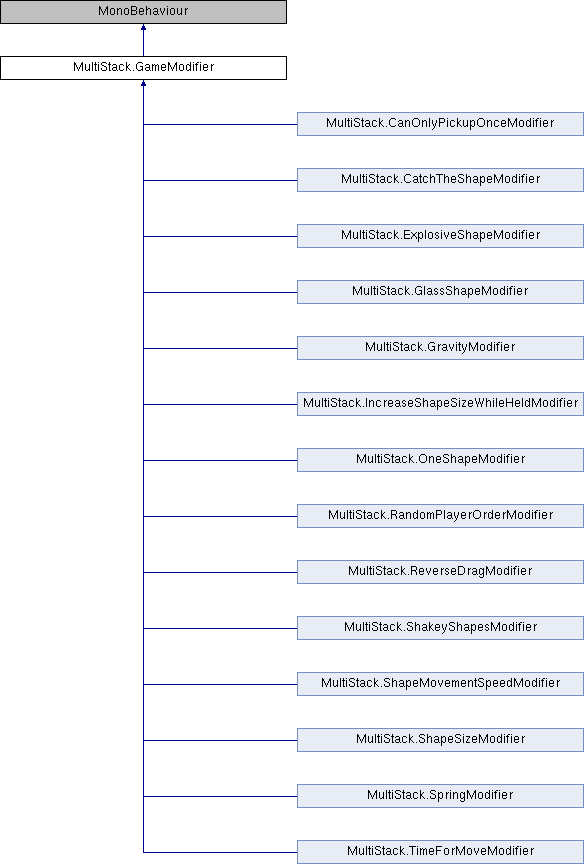 MonoBehaviour
MultiStack.GameModifier
MultiStack.CanOnlyPickupOnceModifier
MultiStack.CatchTheShapeModifier
MultiStack.ExplosiveShapeModifier
MultiStack.GlassShapeModifier
MultiStack.GravityModifier
MultiStack.IncreaseShapeSizeWhileHeldModifier
MultiStack.OneShapeModifier
MultiStack.RandomPlayerOrderModifier
MultiStack.ReverseDragModifier
MultiStack.ShakeyShapesModifier
MultiStack.ShapeMovementSpeedModifier
MultiStack.ShapeSizeModifier
MultiStack.SpringModifier
MultiStack.TimeForMoveModifier